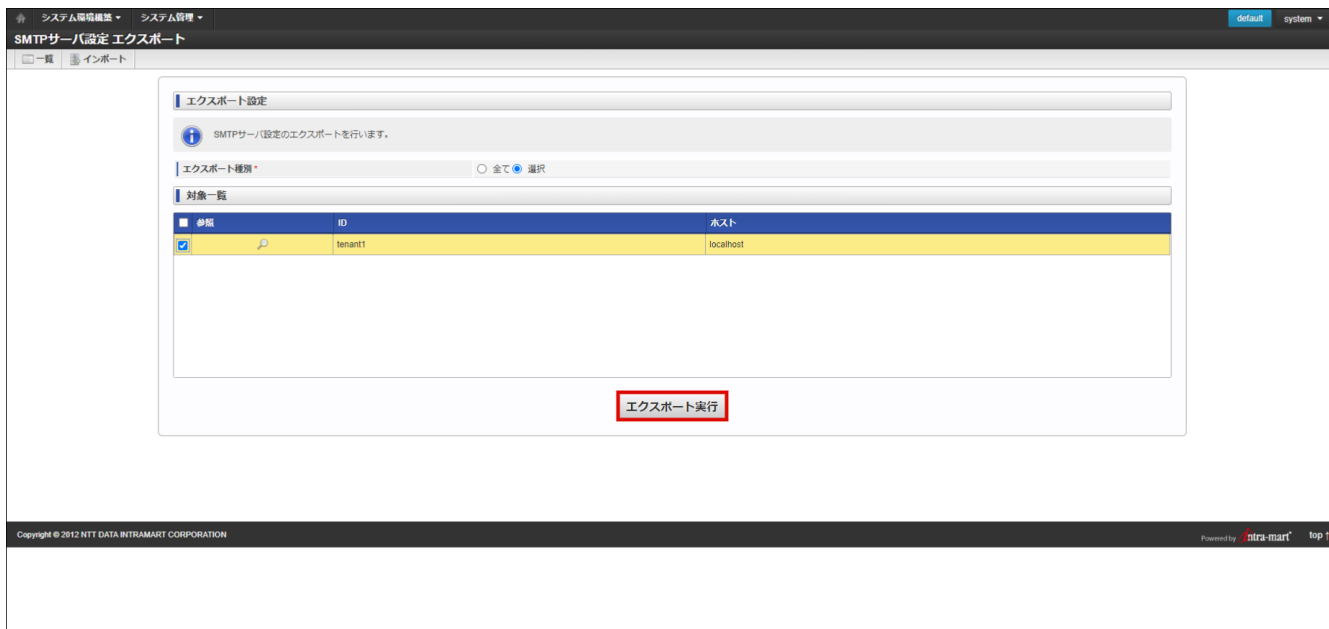 システム環境構築 システム管理 default system
SMTPサーバ設定 エクスポート
一覧 インポート
エクスポート設定
SMTPサーバ設定のエクスポートを行います。
エクスポート種別* 全て 選択
対象一覧
参照 ID ホスト
tenant1 localhost
エクスポート実行
Copyright © 2012 NTT DATA INTRAMART CORPORATION Powered by intra-mart top ↑